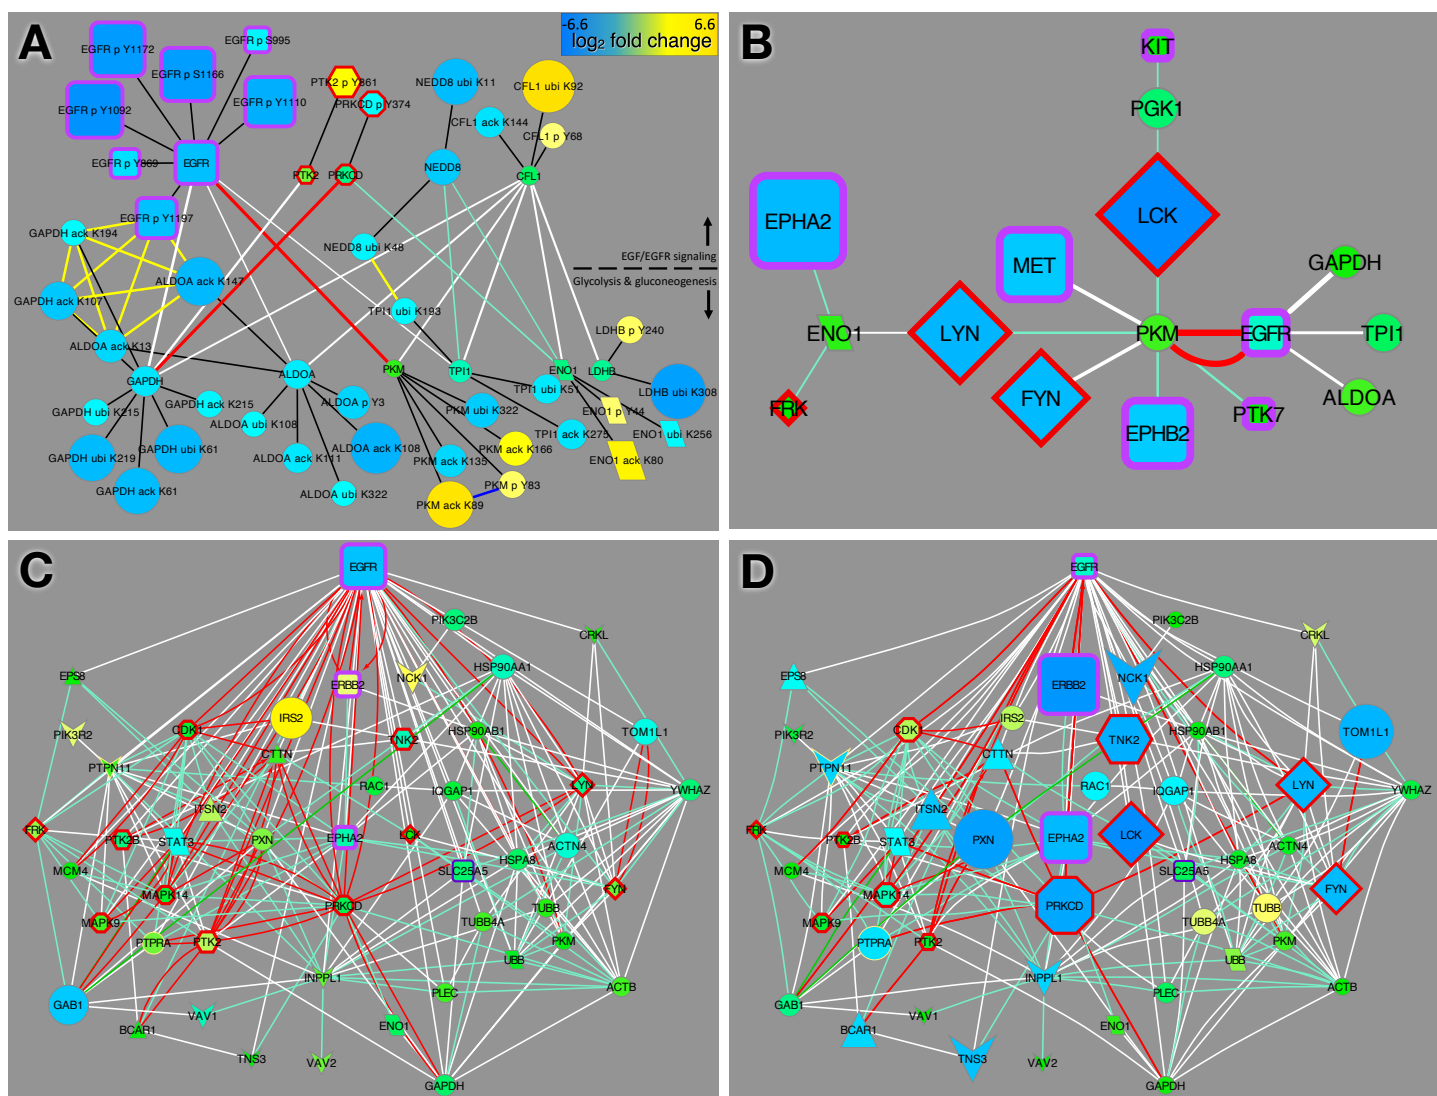 A
-6.6 6.6
log2 fold change
EGFR p Y1172
EGFR p S995
EGFR p S1166
EGFR p Y1092
EGFR p Y1110
EGFR p Y869
EGFR
EGFR p Y1197
PTK2 p Y861
PRKCD p Y374
PTK2
PRKCD
NEDD8 ubi K11
CFL1 ubi K92
CFL1 ack K144
CFL1 p Y68
NEDD8
CFL1
NEDD8 ubi K48
EGF/EGFR signaling
Glycolysis & gluconeogenesis
GAPDH ack K194
ALDOA ack K147
GAPDH ack K107
TPI1 ubi K193
LDHB p Y240
ALDOA ack K13
GAPDH
ALDOA
PKM
TPI1
ENO1
LDHB
TPI1 ubi K51
LDHB ubi K308
GAPDH ubi K215
GAPDH ack K215
ALDOA p Y3
PKM ubi K322
ENO1 p Y44
ALDOA ubi K108
TPI1 ack K275
ENO1 ubi K256
GAPDH ubi K219
GAPDH ubi K61
ALDOA ack K111
ALDOA ack K108
PKM ack K135
PKM ack K166
ENO1 ack K80
GAPDH ack K61
ALDOA ubi K322
PKM p Y83
PKM ack K89
B
KIT
PGK1
LCK
EPHA2
MET
GAPDH
ENO1
LYN
PKM
EGFR
TPI1
FRK
FYN
EPHB2
PTK7
ALDOA
C
EGFR
PIK3C2B
CRKL
EPS8
ERBB2
NCK1
HSP90AA1
PIK3R2
CDK1
IRS2
TNK2
HSP90AB1
TOM1L1
PTPN11
CTTN
RAC1
IQGAP1
LYN
YWHAZ
ITSN2
FRK
PTK2B
STAT3
PXN
EPHA2
LCK
ACTN4
MCM4
HSPA8
SLC25A5
MAPK14
FYN
PRKCD
MAPK9
TUBB
TUBB4A
PTPRA
PTK2
PKM
UBB
INPPL1
GAB1
PLEC
ACTB
VAV1
BCAR1
ENO1
TNS3
VAV2
GAPDH
D
EGFR
PIK3C2B
CRKL
EPS8
ERBB2
NCK1
HSP90AA1
PIK3R2
CDK1
IRS2
TNK2
HSP90AB1
TOM1L1
PTPN11
CTTN
RAC1
IQGAP1
LYN
YWHAZ
ITSN2
FRK
PTK2B
STAT3
PXN
EPHA2
LCK
ACTN4
MCM4
HSPA8
SLC25A5
MAPK14
FYN
PRKCD
MAPK9
TUBB
TUBB4A
PTPRA
PTK2
PKM
UBB
INPPL1
GAB1
PLEC
ACTB
VAV1
BCAR1
ENO1
TNS3
VAV2
GAPDH